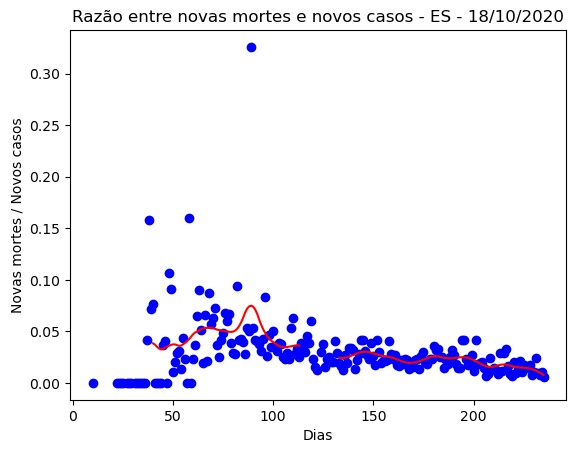 Razão entre novas mortes e novos casos - ES - 18/10/2020
0.30
0.25
0.20
0.15
0.10
0.05
0.00
Novas mortes / Novos casos
0 50 100 150 200
Dias